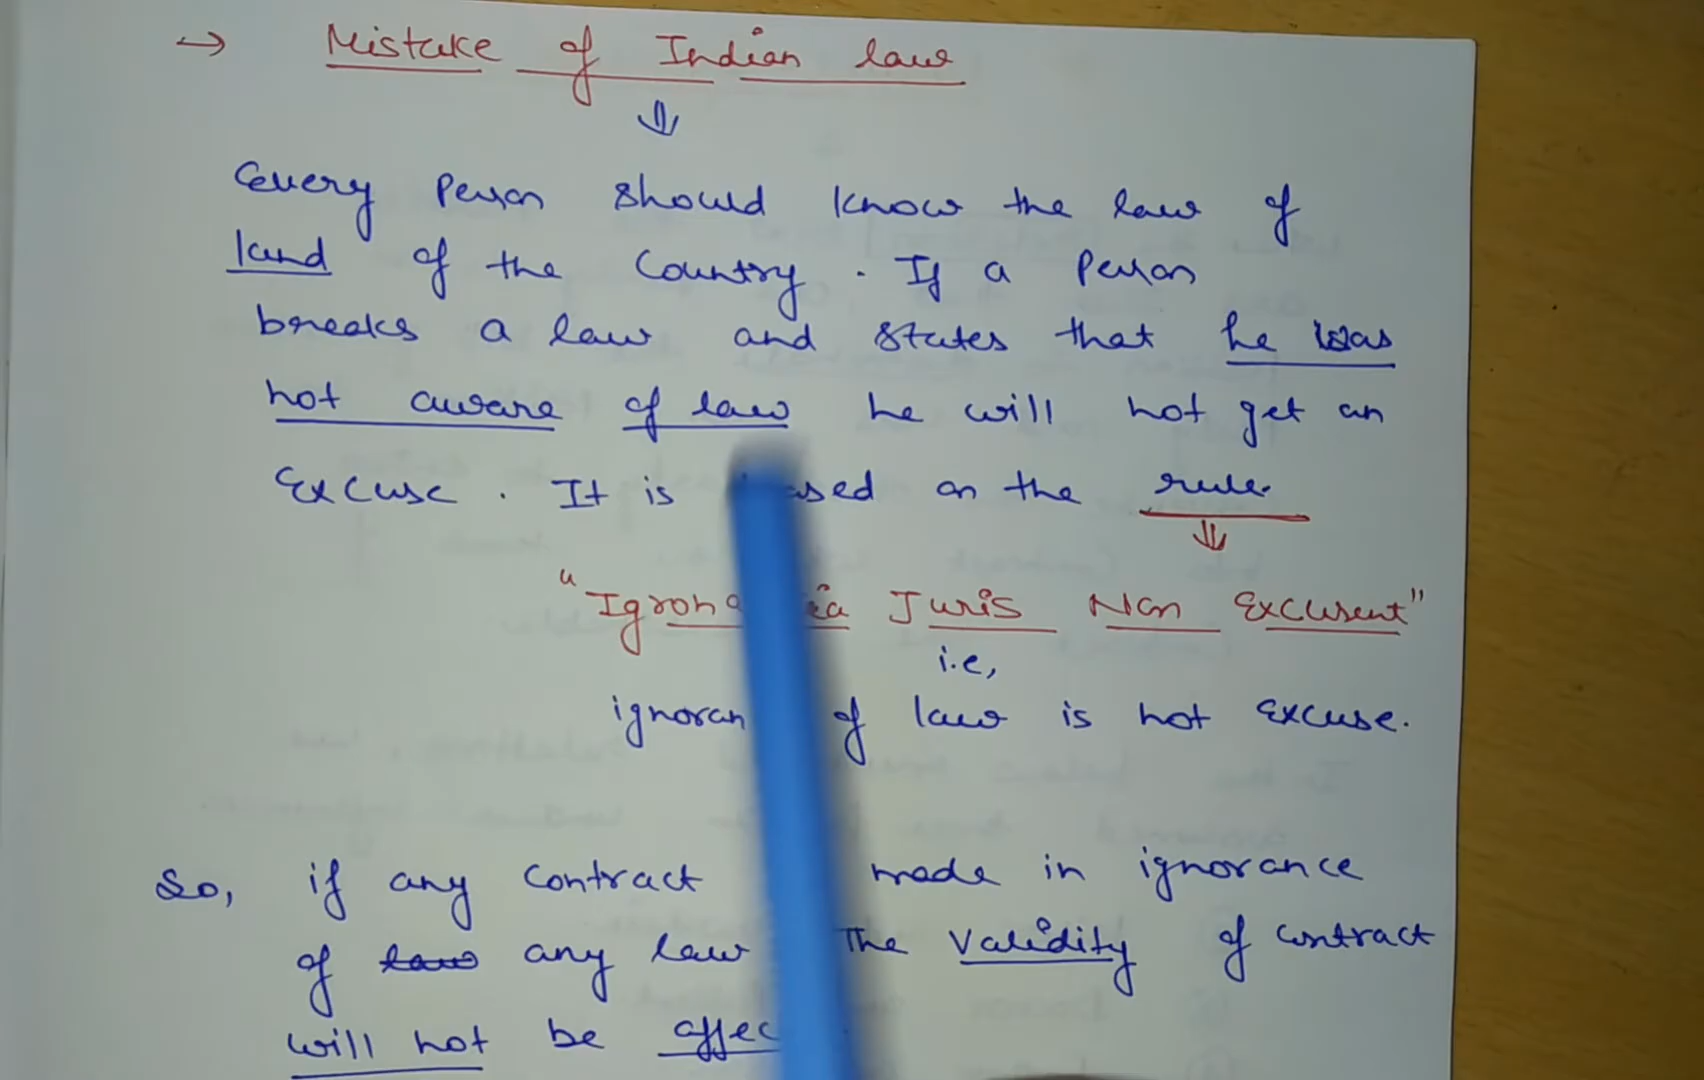 → Mistake of Indian law
⇓
Every Person should know the law of
land of the Country. If a Person
breaks a law and states that he was
not aware of law he will not get an
Excuse. It is on the rule.
⇓
" Juris Non Excusent"
i.e,
of law is not Excuse.
So, if any Contract made in ignorance
of law any law The Validity of contract
will not be